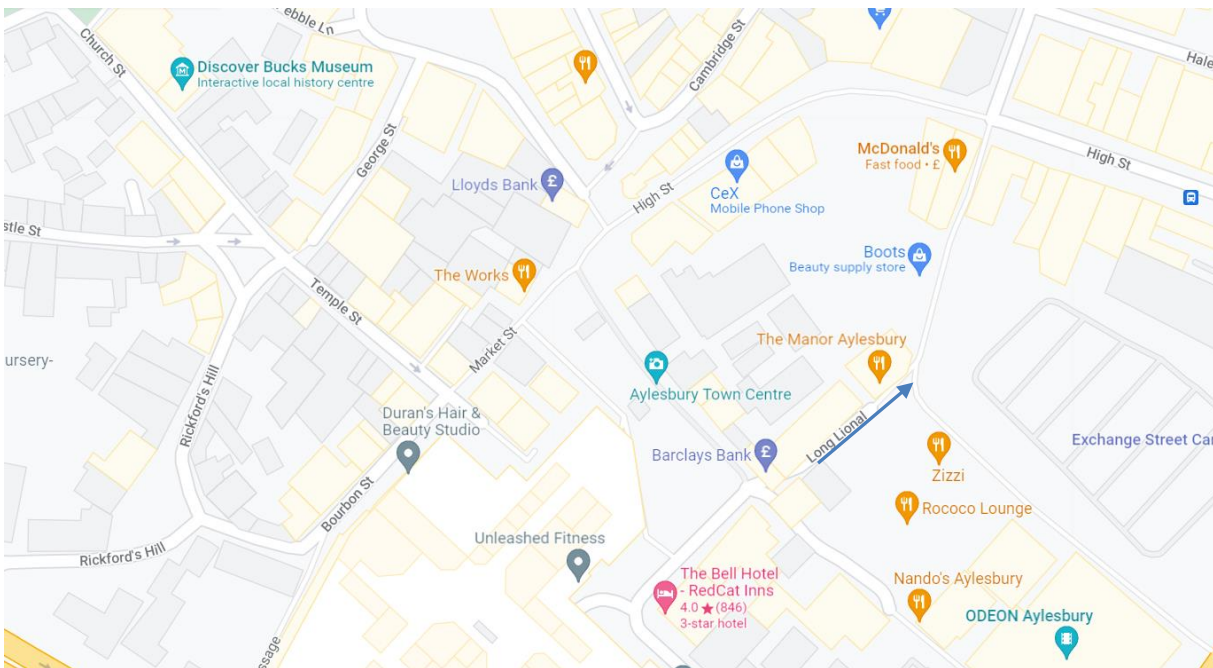 ebble Ln
Church St
Discover Bucks Museum
Interactive local history centre
Cambridge St
Hale
George St
McDonald's
Fast food • £
High St
Lloyds Bank
£
High St
CeX
Mobile Phone Shop
stle St
Boots
Beauty supply store
The Works
Temple St
Market St
The Manor Aylesbury
ursery-
Aylesbury Town Centre
Rickford's Hill
Duran's Hair &
Beauty Studio
Long Lional
Exchange Street Car
Barclays Bank
£
Zizzi
Bourbon St
Rococo Lounge
Unleashed Fitness
Rickford's Hill
The Bell Hotel
- RedCat Inns
4.0 ★ (846)
3-star hotel
Nando's Aylesbury
ODEON Aylesbury
ssage